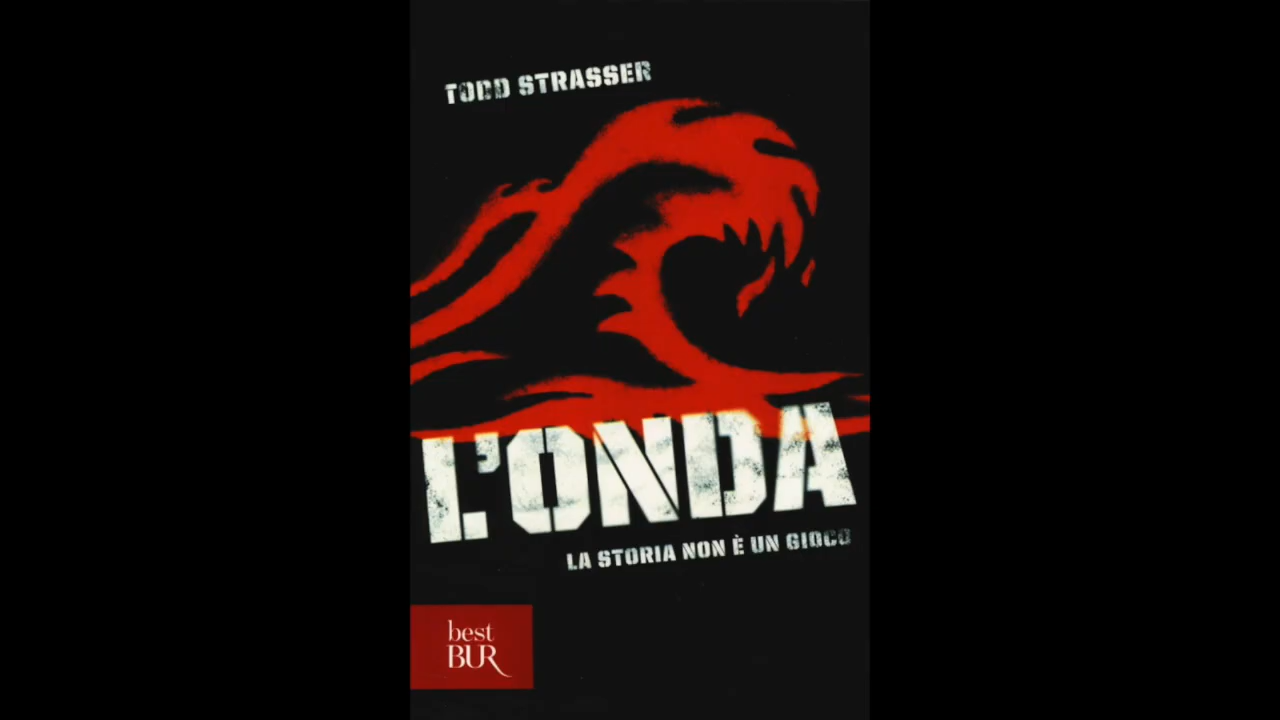 TODD STRASSER
L'ONDA
LA STORIA NON È UN GIOCO
best
BUR